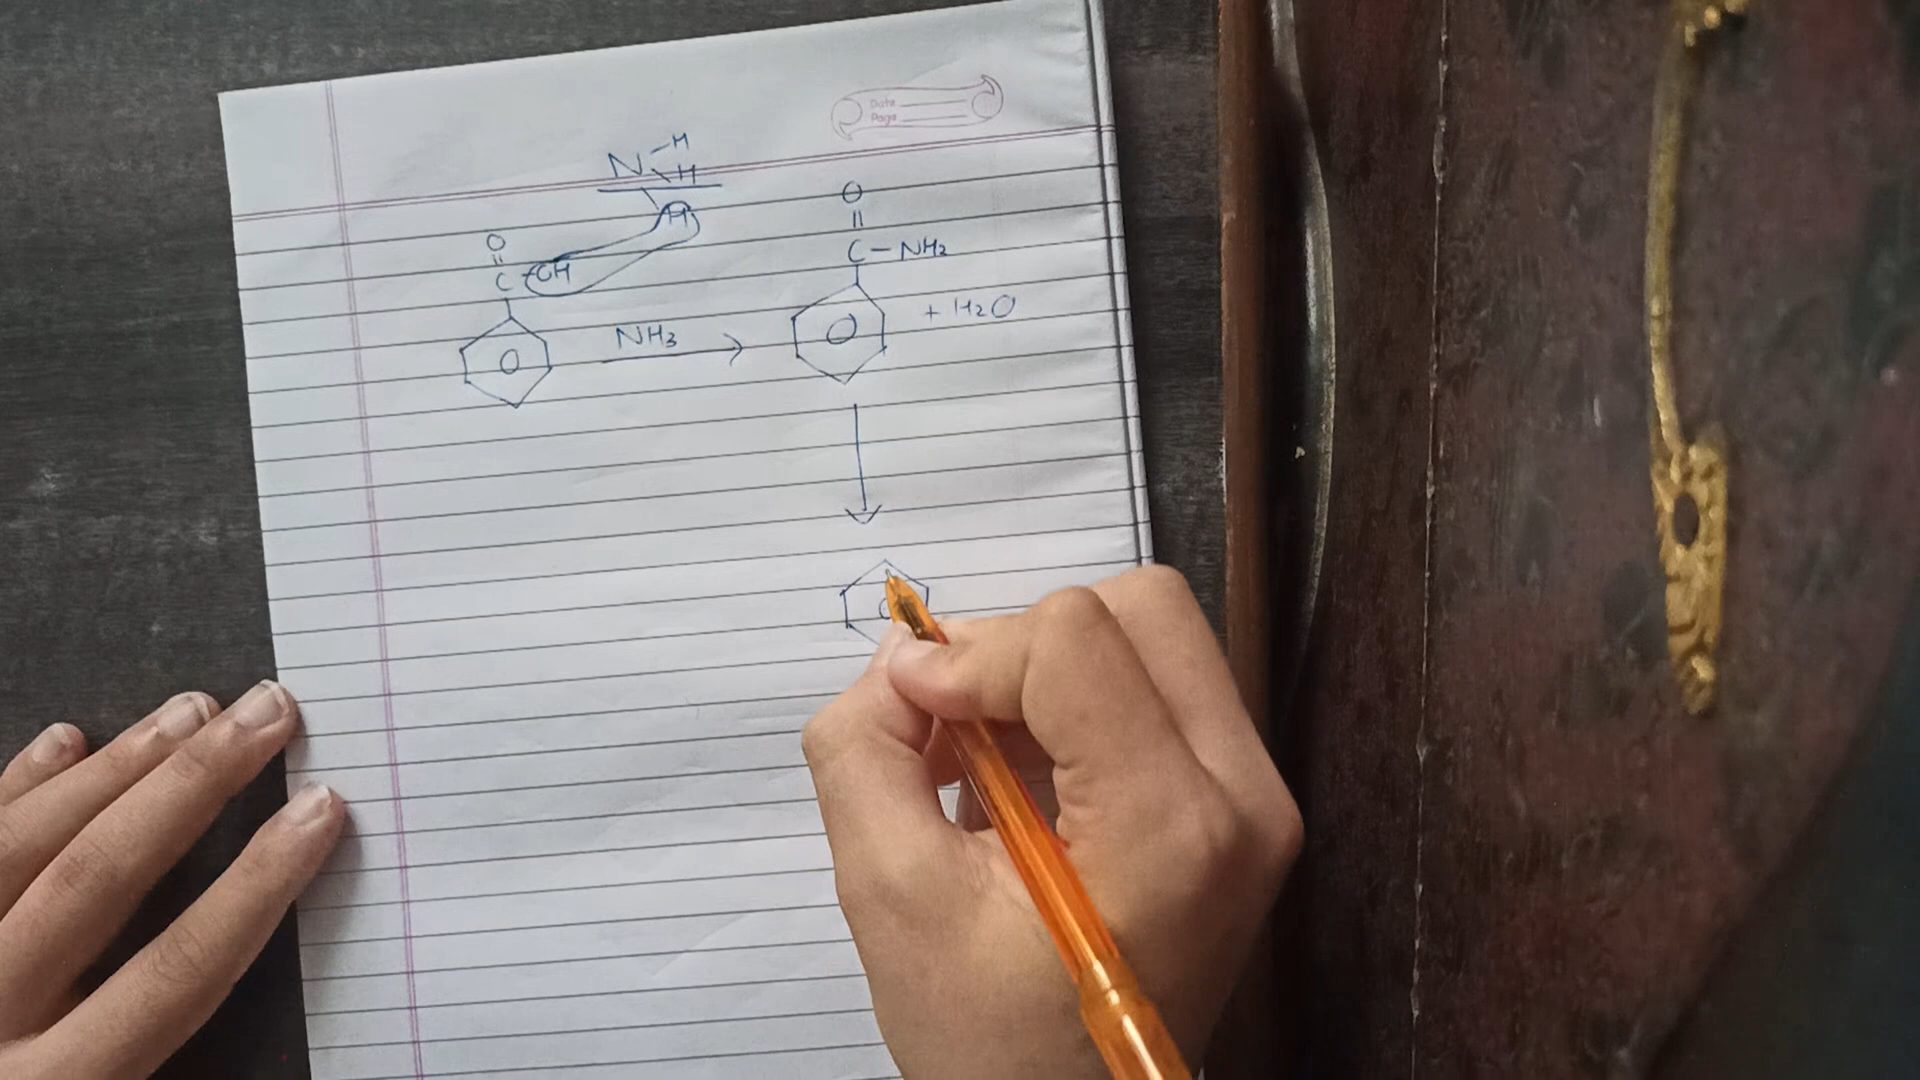 Date
Page
N-H
H
H
O
C-NH₂
O
C-OH
+ H₂O
NH₃